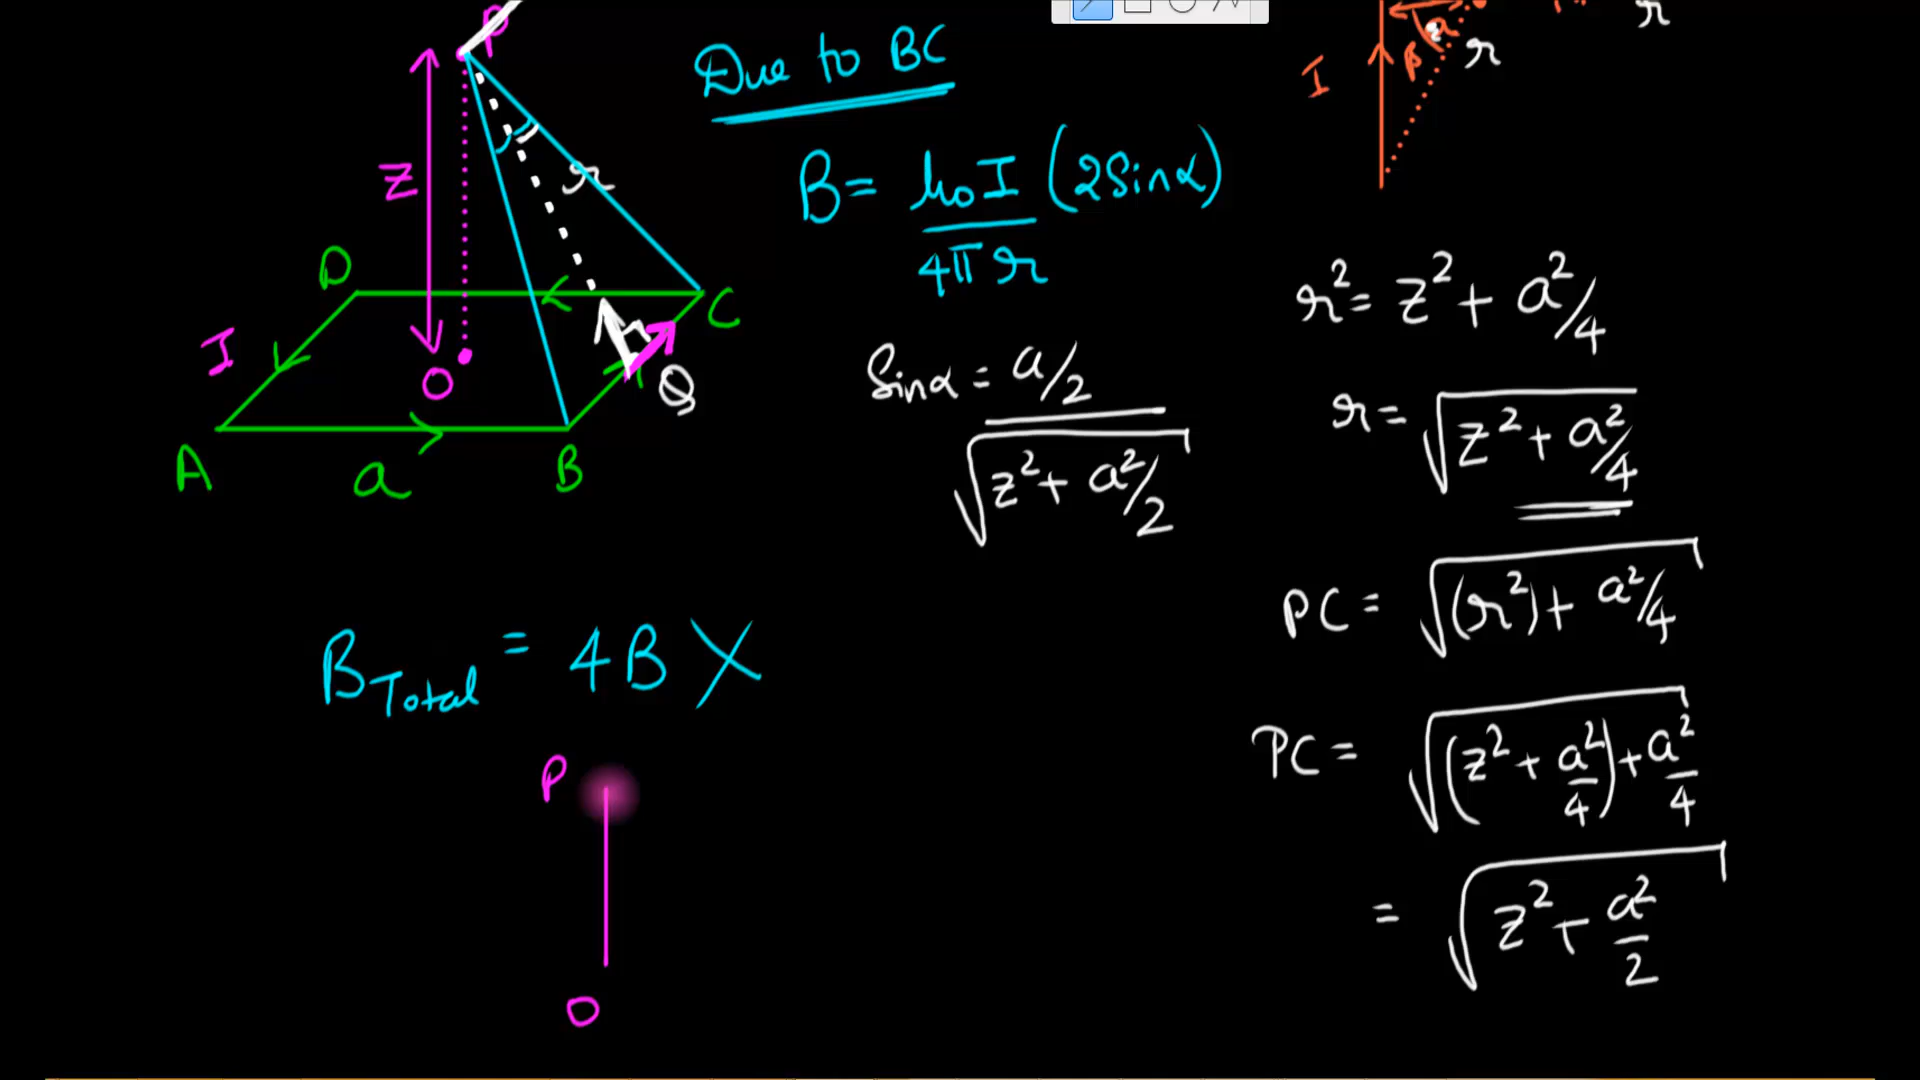 P
Z
D
C
I
O
Q
A
a
B
Due to BC
B = μ₀I/4πr (2Sinα)
Sinα = a/2 / √(z² + a²/2)
I
β
r
r
r
r² = z² + a²/4
r = √(z² + a²/4)
PC = √((r²) + a²/4)
PC = √((z² + a²/4) + a²/4)
= √(z² + a²/2)
B Total = 4B X
P
O